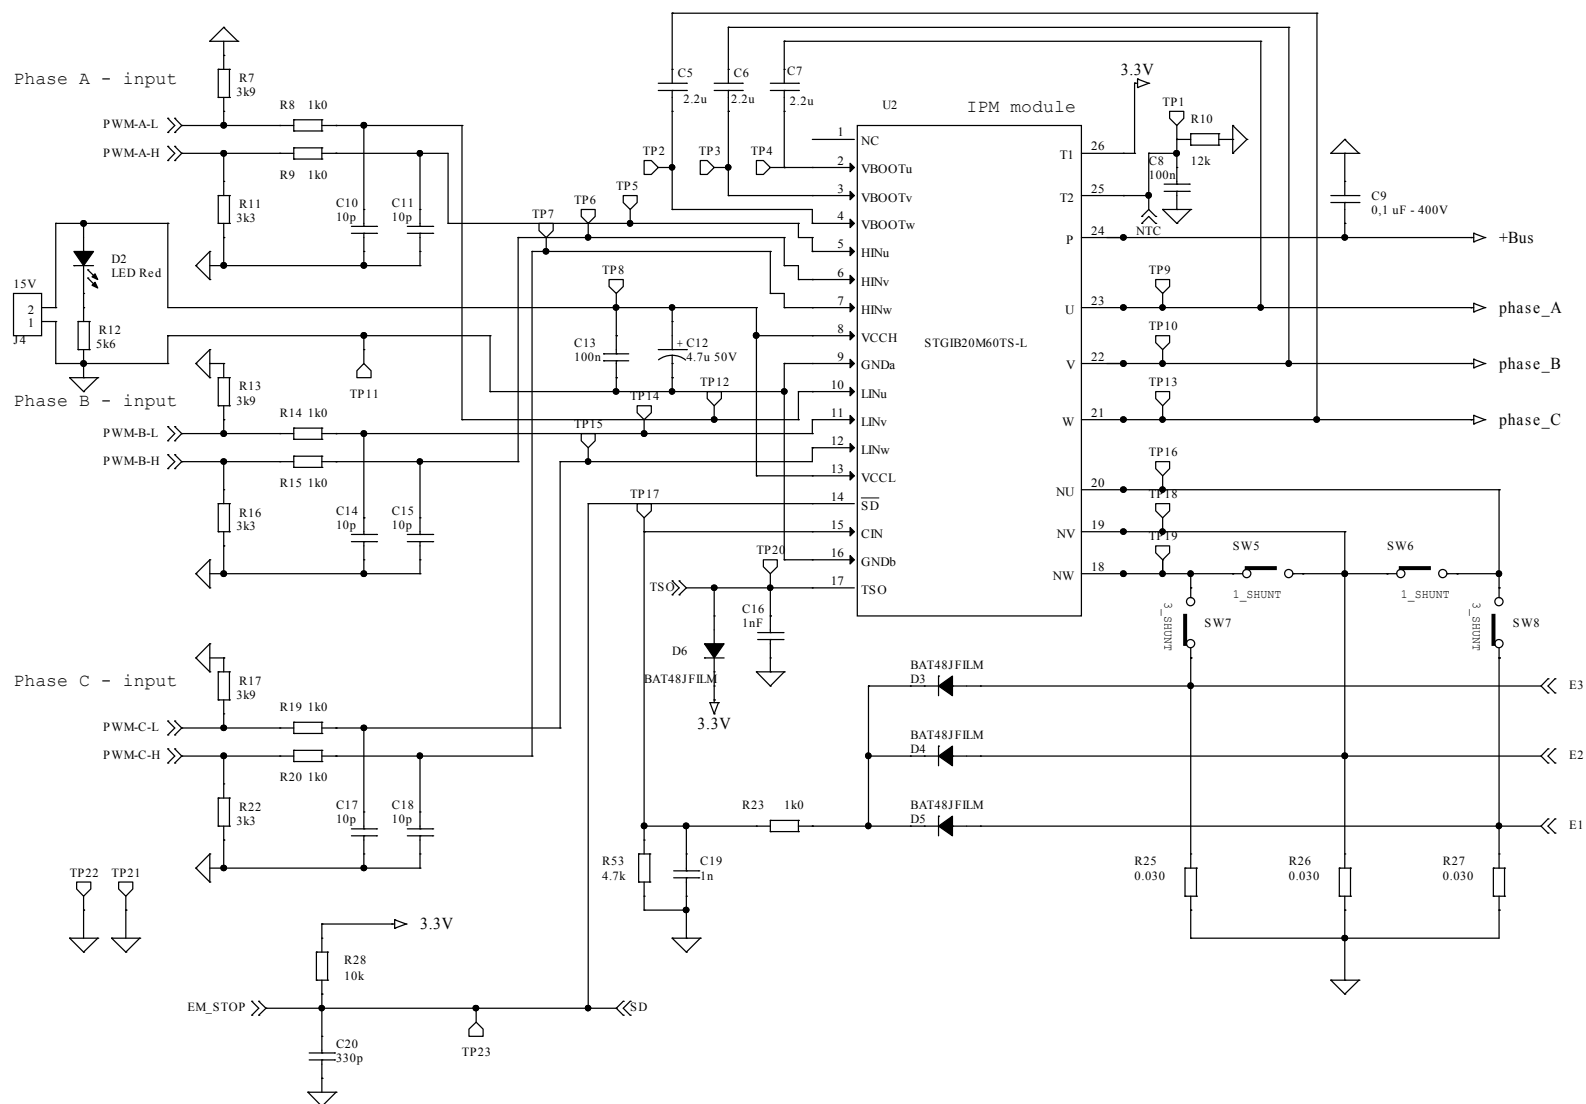 Phase A - input
R7
3k9
R8 1k0
PWM-A-L
PWM-A-H
R9 1k0
R11
3k3
C10
10p
C11
10p
D2
LED Red
15V
2
1
J4
R12
5k6
TP11
Phase B - input
R13
3k9
R14 1k0
PWM-B-L
PWM-B-H
R15 1k0
R16
3k3
C14
10p
C15
10p
Phase C - input
R17
3k9
R19 1k0
PWM-C-L
PWM-C-H
R20 1k0
R22
3k3
C17
10p
C18
10p
TP22
TP21
3.3V
R28
10k
EM_STOP
SD
TP23
C20
330p
C5
2.2u
C6
2.2u
C7
2.2u
TP2
TP3
TP4
TP5
TP6
TP7
TP8
C13
100n
+ C12
4.7u 50V
TP12
TP14
TP15
TP17
TP20
TSO
C16
1nF
D6
BAT48JFILM
3.3V
U2
IPM module
STGIB20M60TS-L
1 NC
2 VBOOTu
3 VBOOTv
4 VBOOTw
5 HINu
6 HINv
7 HINw
8 VCCH
9 GNDa
10 LINu
11 LINv
12 LINw
13 VCCL
14 SD
15 CIN
16 GNDb
17 TSO
T1 26
T2 25
P 24
U 23
V 22
W 21
NU 20
NV 19
NW 18
3.3V
TP1
R10
12k
C8
100n
NTC
C9
0,1 uF - 400V
+Bus
TP9
phase_A
TP10
phase_B
TP13
phase_C
TP16
TP18
TP19
SW5
1_SHUNT
SW6
1_SHUNT
3_SHUNT
SW7
3_SHUNT
SW8
BAT48JFILM
D3
E3
BAT48JFILM
D4
E2
R23 1k0
BAT48JFILM
D5
E1
R53
4.7k
C19
1n
R25
0.030
R26
0.030
R27
0.030